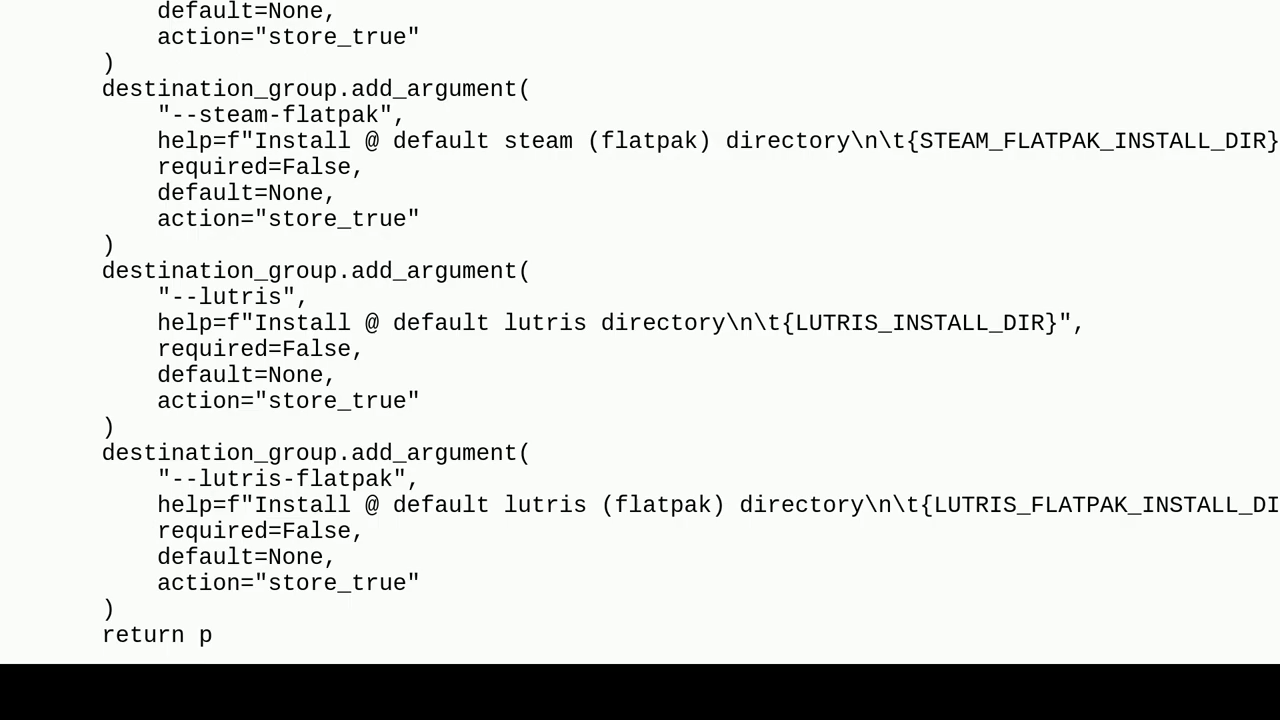 default=None,
action="store_true"
)
destination_group.add_argument(
"--steam-flatpak",
help=f"Install @ default steam (flatpak) directory\n\t{STEAM_FLATPAK_INSTALL_DIR}
required=False,
default=None,
action="store_true"
)
destination_group.add_argument(
"--lutris",
help=f"Install @ default lutris directory\n\t{LUTRIS_INSTALL_DIR}",
required=False,
default=None,
action="store_true"
)
destination_group.add_argument(
"--lutris-flatpak",
help=f"Install @ default lutris (flatpak) directory\n\t{LUTRIS_FLATPAK_INSTALL_DI
required=False,
default=None,
action="store_true"
)
return p